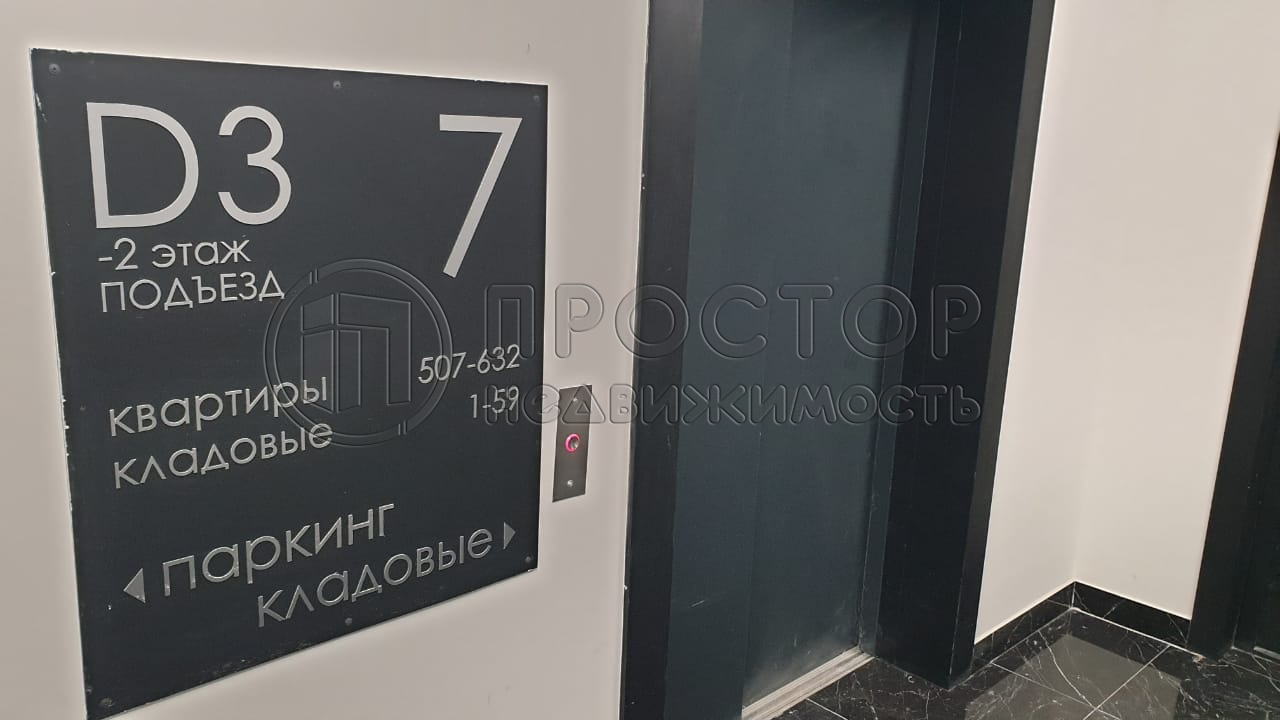 D3 7
-2 этаж
ПОДЪЕЗД
квартиры 507-632
кладовые 1-59
паркинг
кладовые
ПРОСТОР
недвижимость